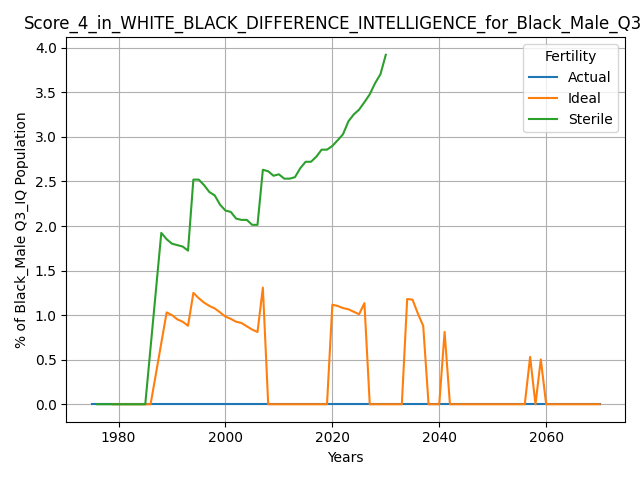 Score_4_in_WHITE_BLACK_DIFFERENCE_INTELLIGENCE_for_Black_Male_Q3
Fertility
Actual
Ideal
Sterile
% of Black_Male Q3_IQ Population
4.0
3.5
3.0
2.5
2.0
1.5
1.0
0.5
0.0
1980 2000 2020 2040 2060
Years